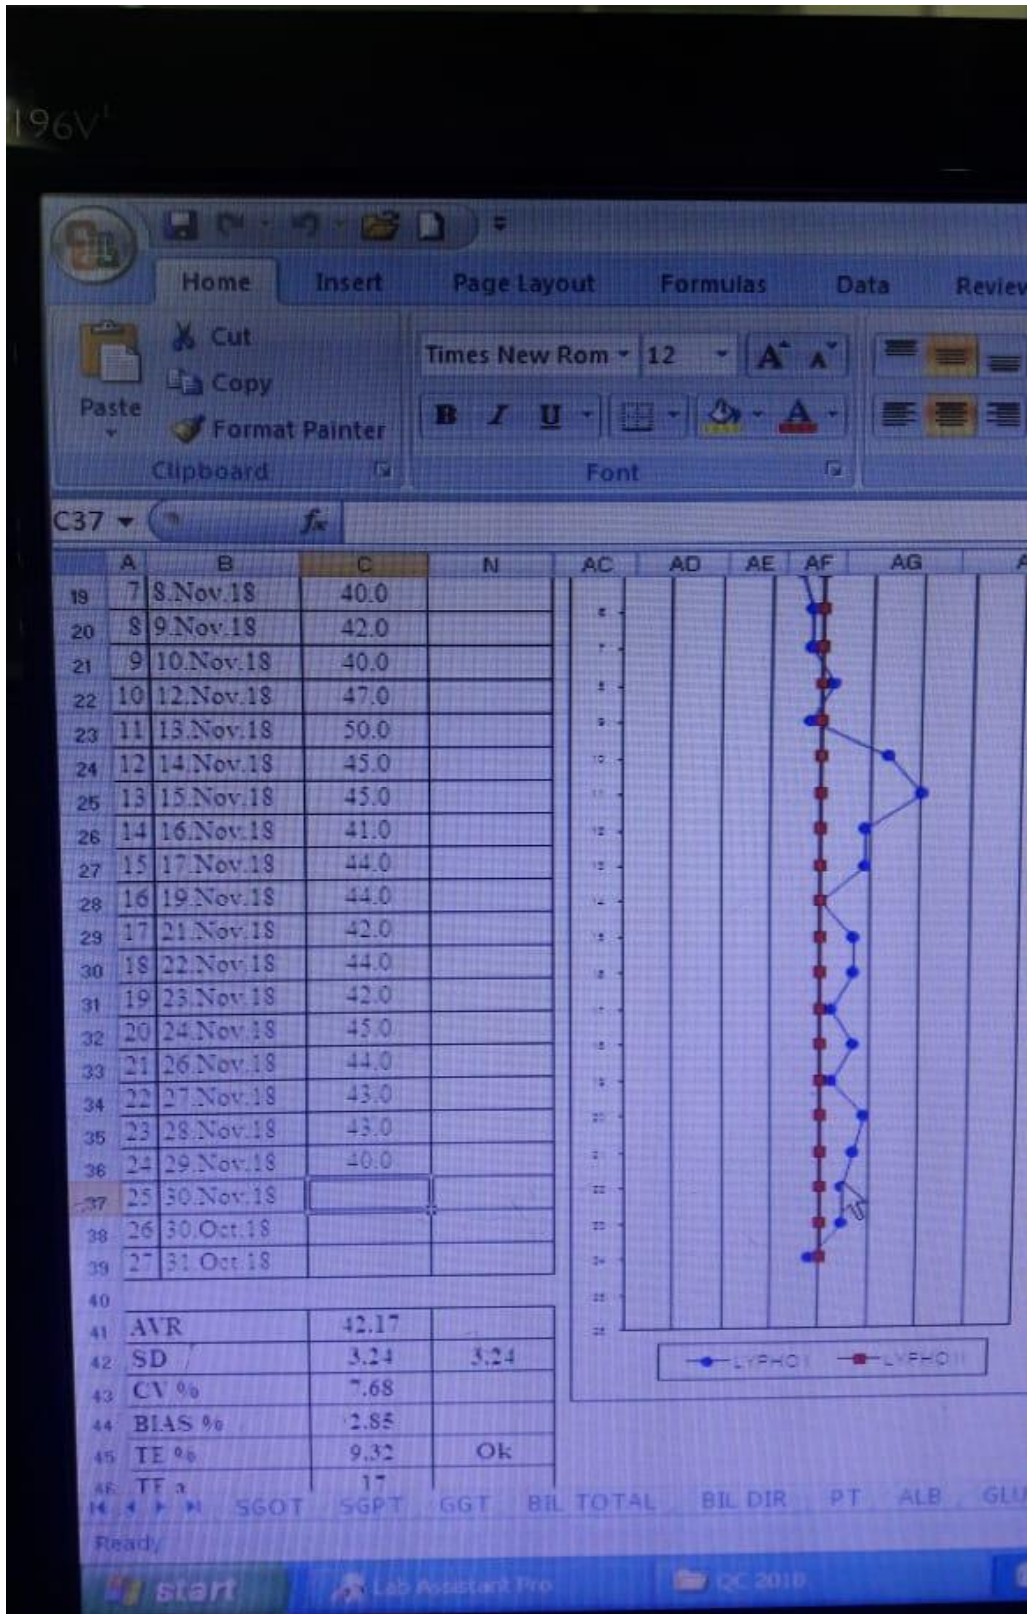 196V
Home Insert Page Layout Formulas Data Review
Cut
Copy
Format Painter
Paste
Clipboard
Times New Rom 12
B I U
Font
C37 fx
A B C N AC AD AE AF AG
19 7 8.Nov.18 40.0
20 8 9.Nov.18 42.0
21 9 10.Nov.18 40.0
22 10 12.Nov.18 47.0
23 11 13.Nov.18 50.0
24 12 14.Nov.18 45.0
25 13 15.Nov.18 45.0
26 14 16.Nov.18 41.0
27 15 17.Nov.18 44.0
28 16 19.Nov.18 44.0
29 17 21.Nov.18 42.0
30 18 22.Nov.18 44.0
31 19 23.Nov.18 42.0
32 20 24.Nov.18 45.0
33 21 26.Nov.18 44.0
34 22 27.Nov.18 43.0
35 23 28.Nov.18 43.0
36 24 29.Nov.18 40.0
37 25 30.Nov.18
38 26 30.Oct.18
39 27 31.Oct.18
40
41 AVR 42.17
42 SD 3.24 3.24
43 CV % 7.68
44 BIAS % 2.85
45 TE % 9.32 Ok
46 TE a 17
LYPHO I LYPHO II
SGOT SGPT GGT BIL TOTAL BIL DIR PT ALB GLU
Ready
start Lab Assistant Pro QC 2018